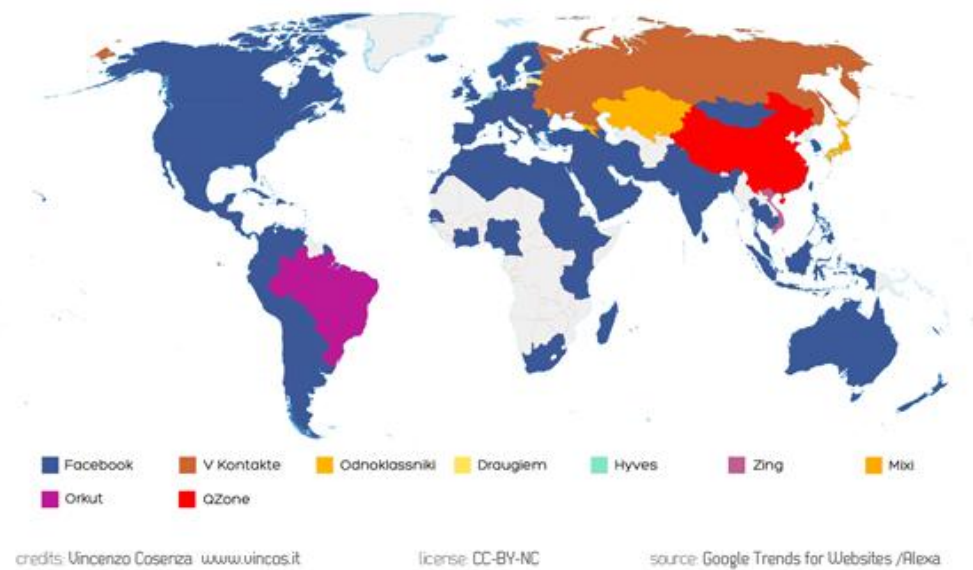 Facebook V Kontakte Odnoklassniki Draugiem Hyves Zing Mixi
Orkut QZone
credits: Vincenzo Cosenza www.vincos.it license: CC-BY-NC source: Google Trends for Websites /Alexa